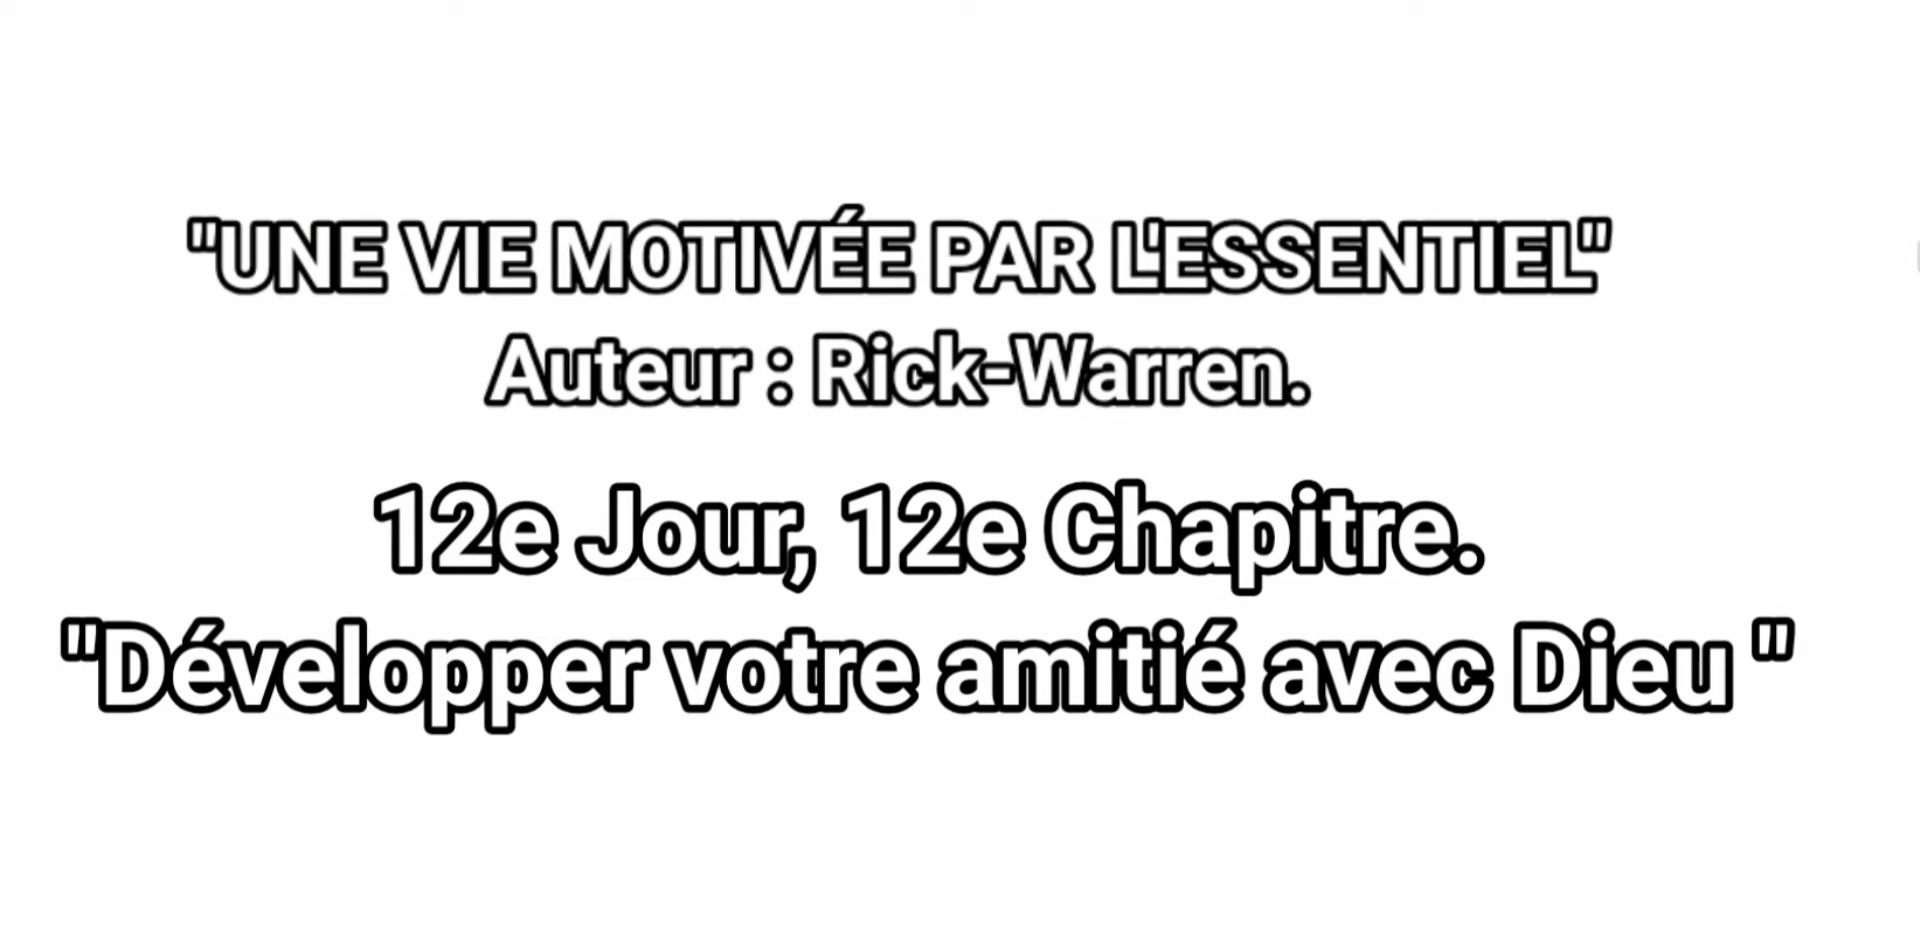 "UNE VIE MOTIVÉE PAR L'ESSENTIEL"
Auteur : Rick-Warren.
12e Jour, 12e Chapitre.
"Développer votre amitié avec Dieu "